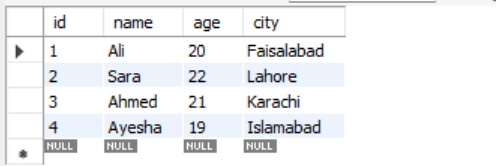 id name age city
1 Ali 20 Faisalabad
2 Sara 22 Lahore
3 Ahmed 21 Karachi
4 Ayesha 19 Islamabad
NULL NULL NULL NULL